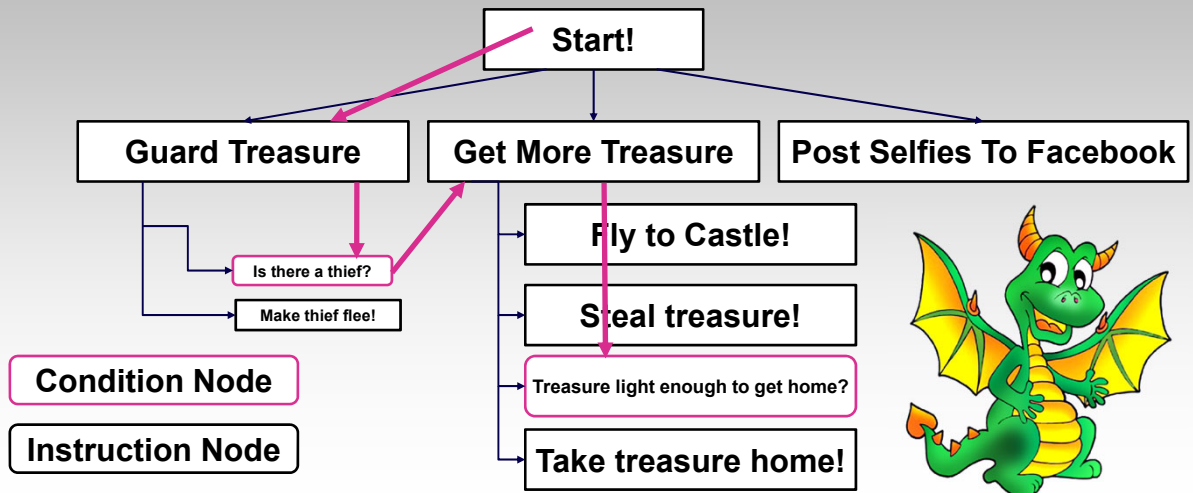 Start!
Guard Treasure
Get More Treasure
Post Selfies To Facebook
Fly to Castle!
Is there a thief?
Make thief flee!
Steal treasure!
Treasure light enough to get home?
Take treasure home!
Condition Node
Instruction Node